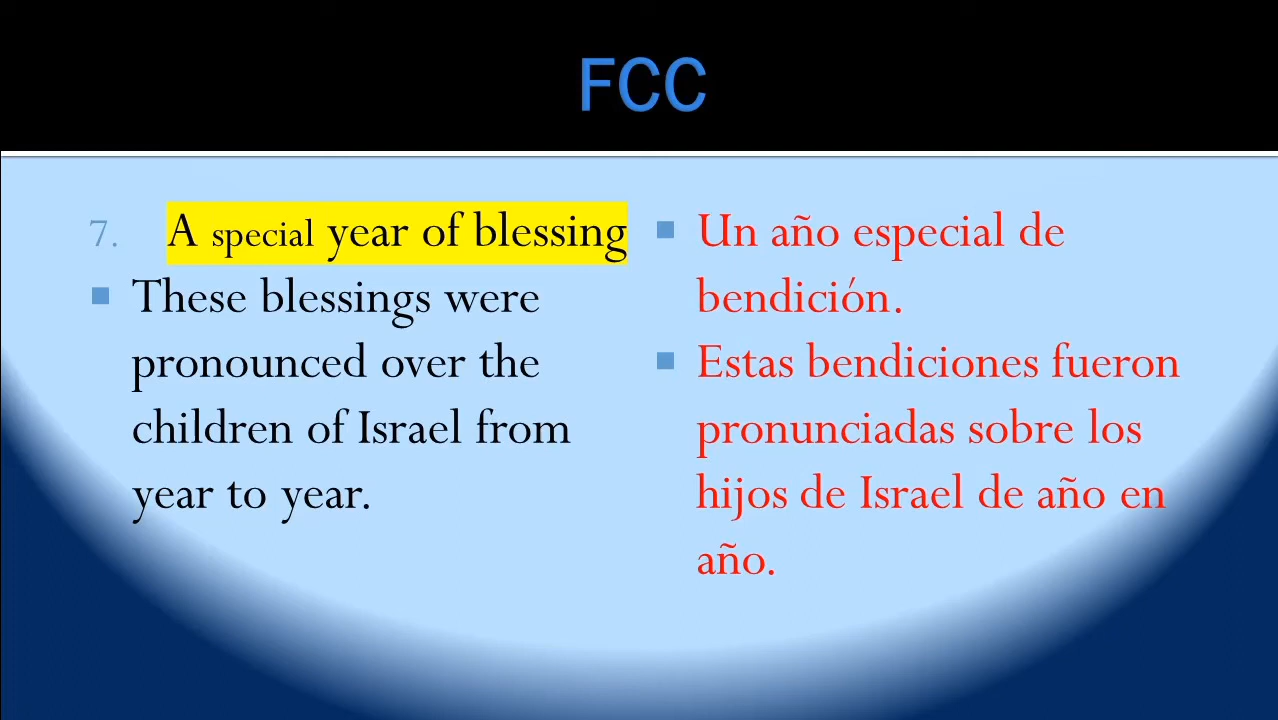 FCC
7. A special year of blessing
These blessings were
pronounced over the
children of Israel from
year to year.
Un año especial de
bendición.
Estas bendiciones fueron
pronunciadas sobre los
hijos de Israel de año en
año.